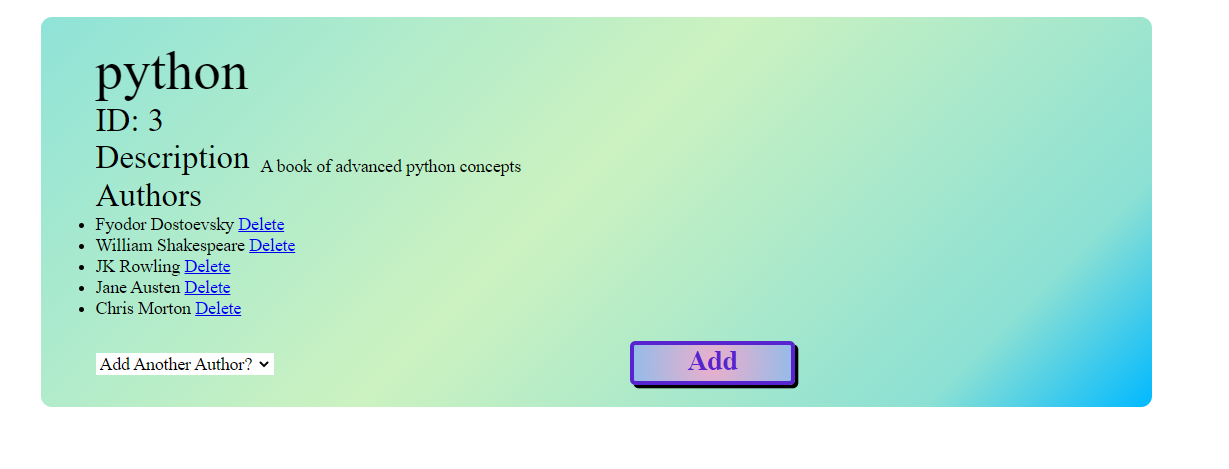 python
ID: 3
Description A book of advanced python concepts
Authors
Fyodor Dostoevsky Delete
William Shakespeare Delete
JK Rowling Delete
Jane Austen Delete
Chris Morton Delete
Add Another Author? Add